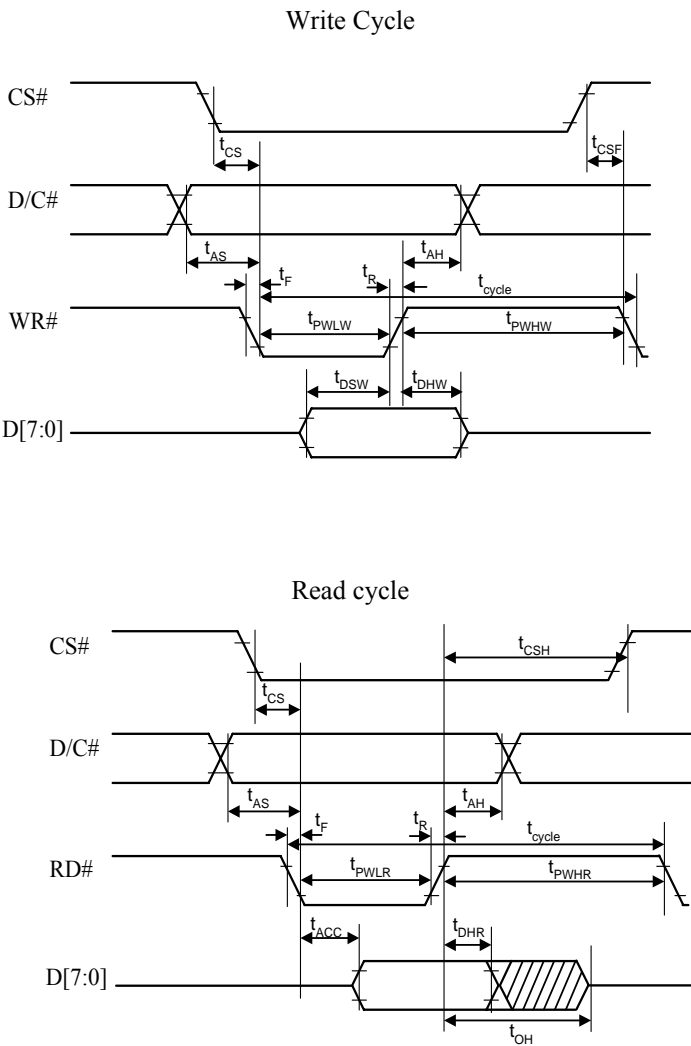 Write Cycle
CS#
tCS
tCSF
D/C#
tAS
tAH
tF
tR
tcycle
WR#
tPWLW
tPWHW
tDSW
tDHW
D[7:0]
Read cycle
CS#
tCSH
tCS
D/C#
tAS
tAH
tF
tR
tcycle
RD#
tPWLR
tPWHR
tACC
tDHR
D[7:0]
tOH